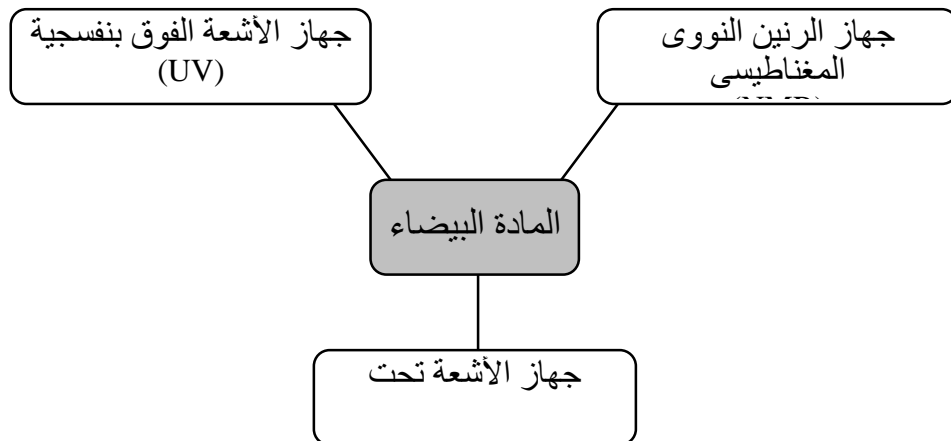 جهاز الرنين النووى
المغناطيسى
جهاز الأشعة الفوق بنفسجية
(UV)
المادة البيضاء
جهاز الأشعة تحت